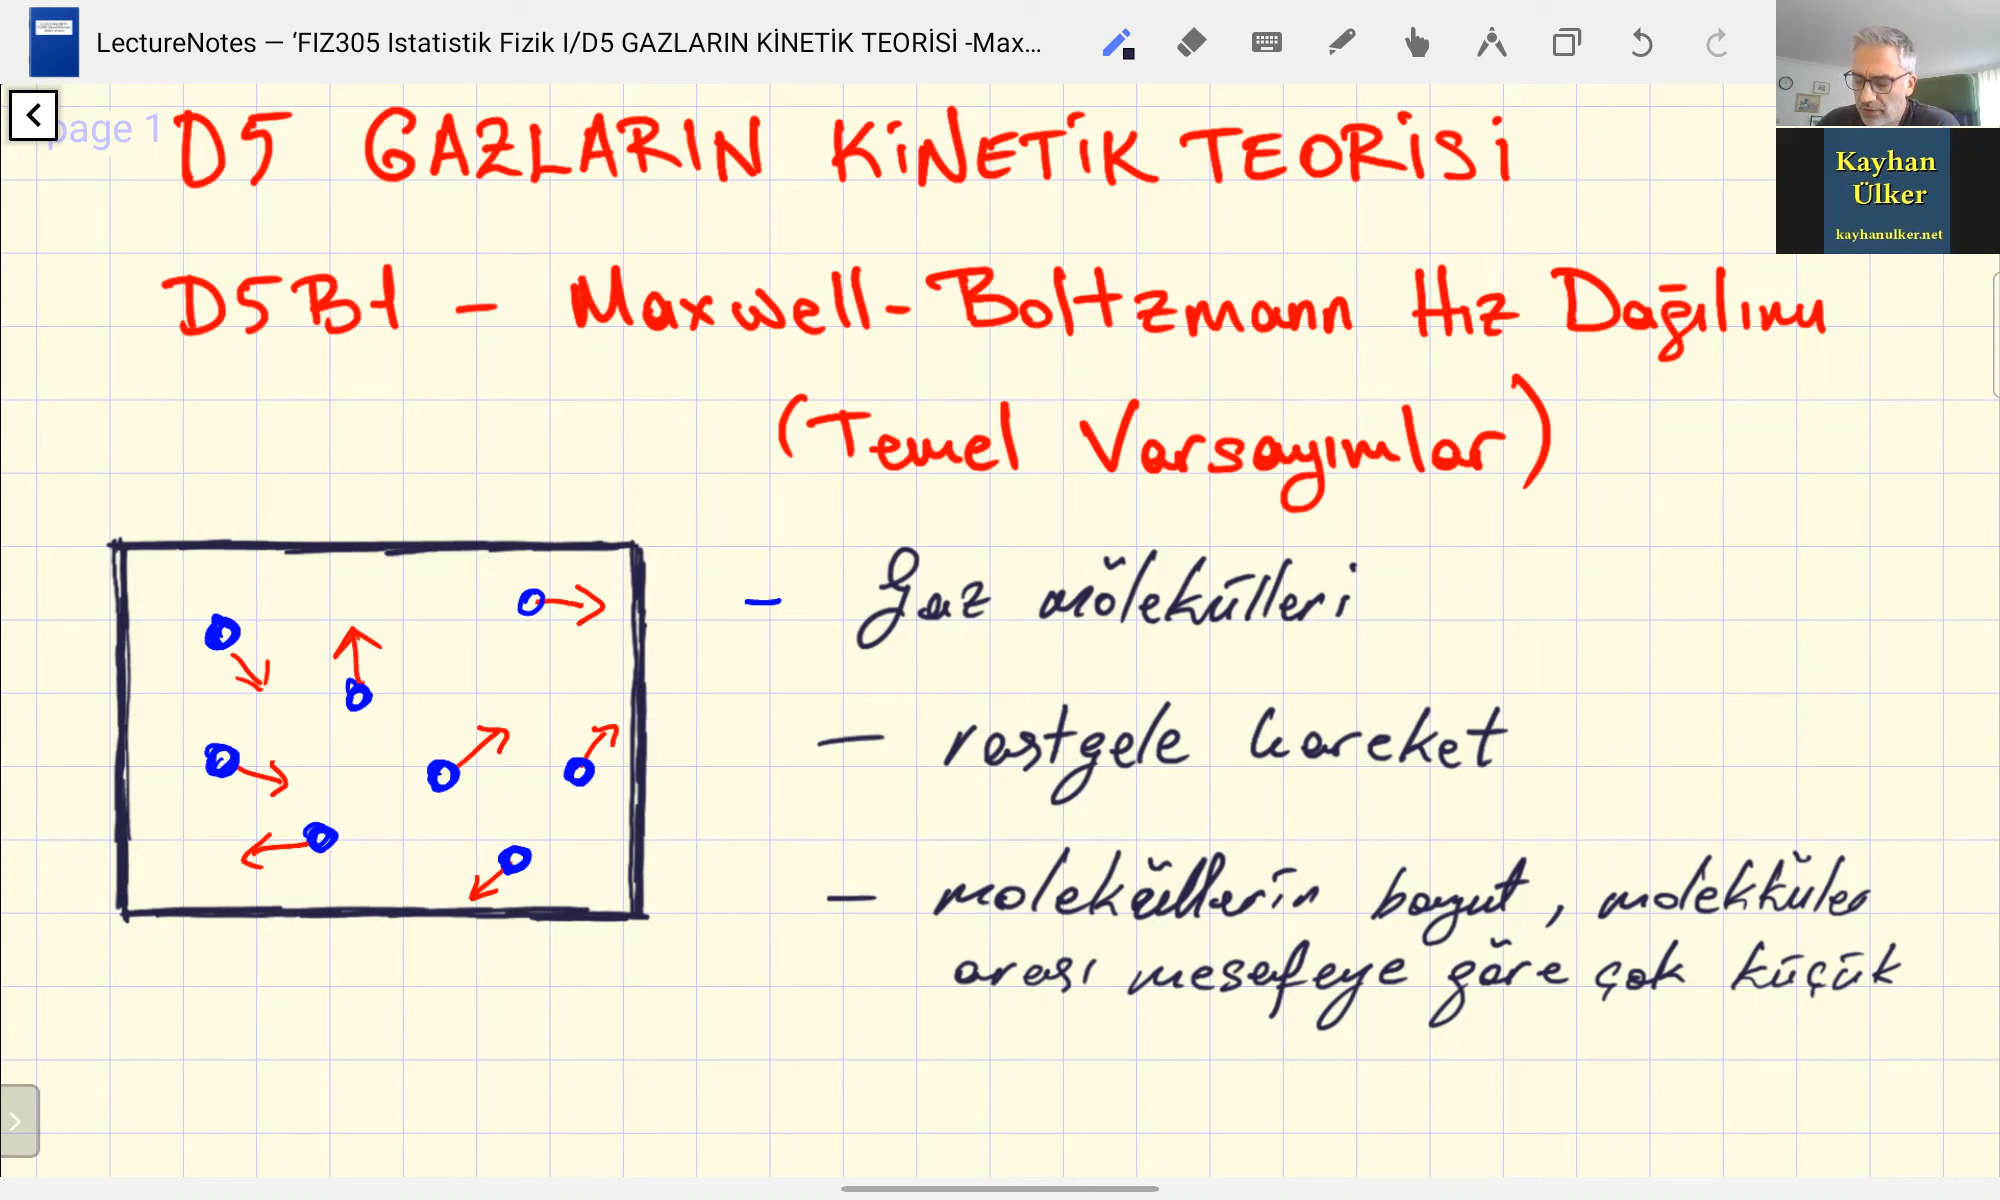 LectureNotes — ‘FIZ305 Istatistik Fizik I/D5 GAZLARIN KİNETİK TEORİSİ -Max…
page 1
D5 GAZLARIN KİNETİK TEORİSİ
Kayhan
Ülker
kayhanulker.net
D5B1 - Maxwell-Boltzmann Hız Dağılımı
(Temel Varsayımlar)
- Gaz mölekülleri
- rastgele hareket
- moleküllerin boyut, molekküler
arası mesafeye göre çok küçük